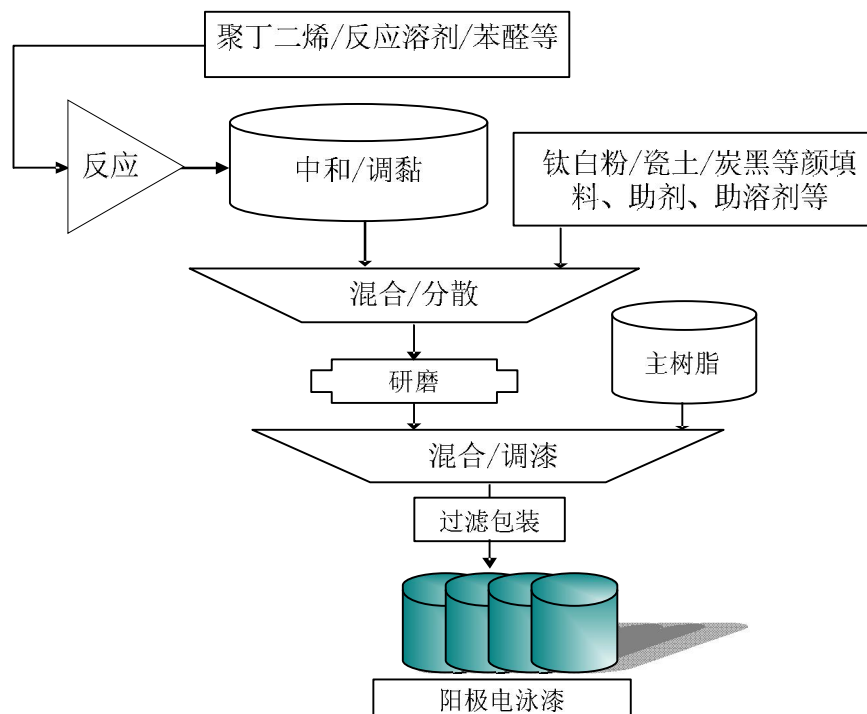 聚丁二烯/反应溶剂/苯醛等
反应
中和/调黏
钛白粉/瓷土/炭黑等颜填
料、助剂、助溶剂等
混合/分散
研磨
主树脂
混合/调漆
过滤包装
阳极电泳漆